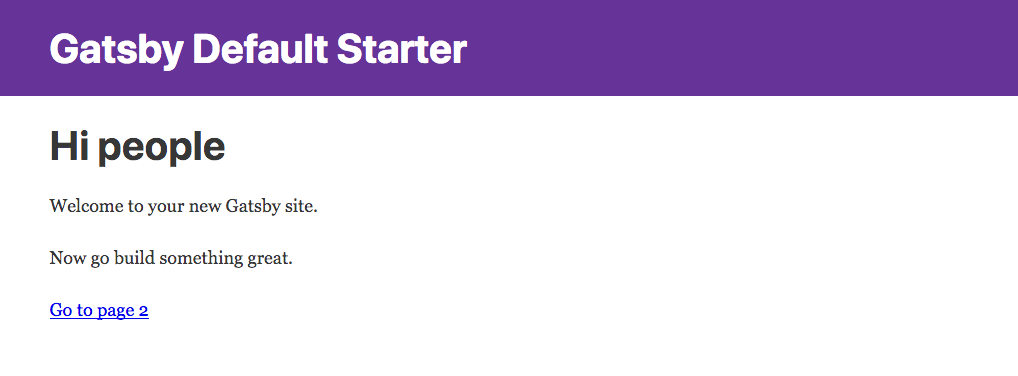 Gatsby Default Starter
Hi people
Welcome to your new Gatsby site.
Now go build something great.
Go to page 2